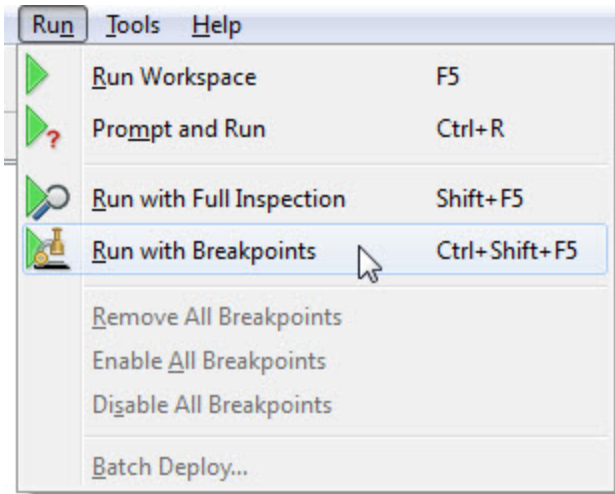 Run Tools Help
Run Workspace F5
Prompt and Run Ctrl+R
Run with Full Inspection Shift+F5
Run with Breakpoints Ctrl+Shift+F5
Remove All Breakpoints
Enable All Breakpoints
Disable All Breakpoints
Batch Deploy...